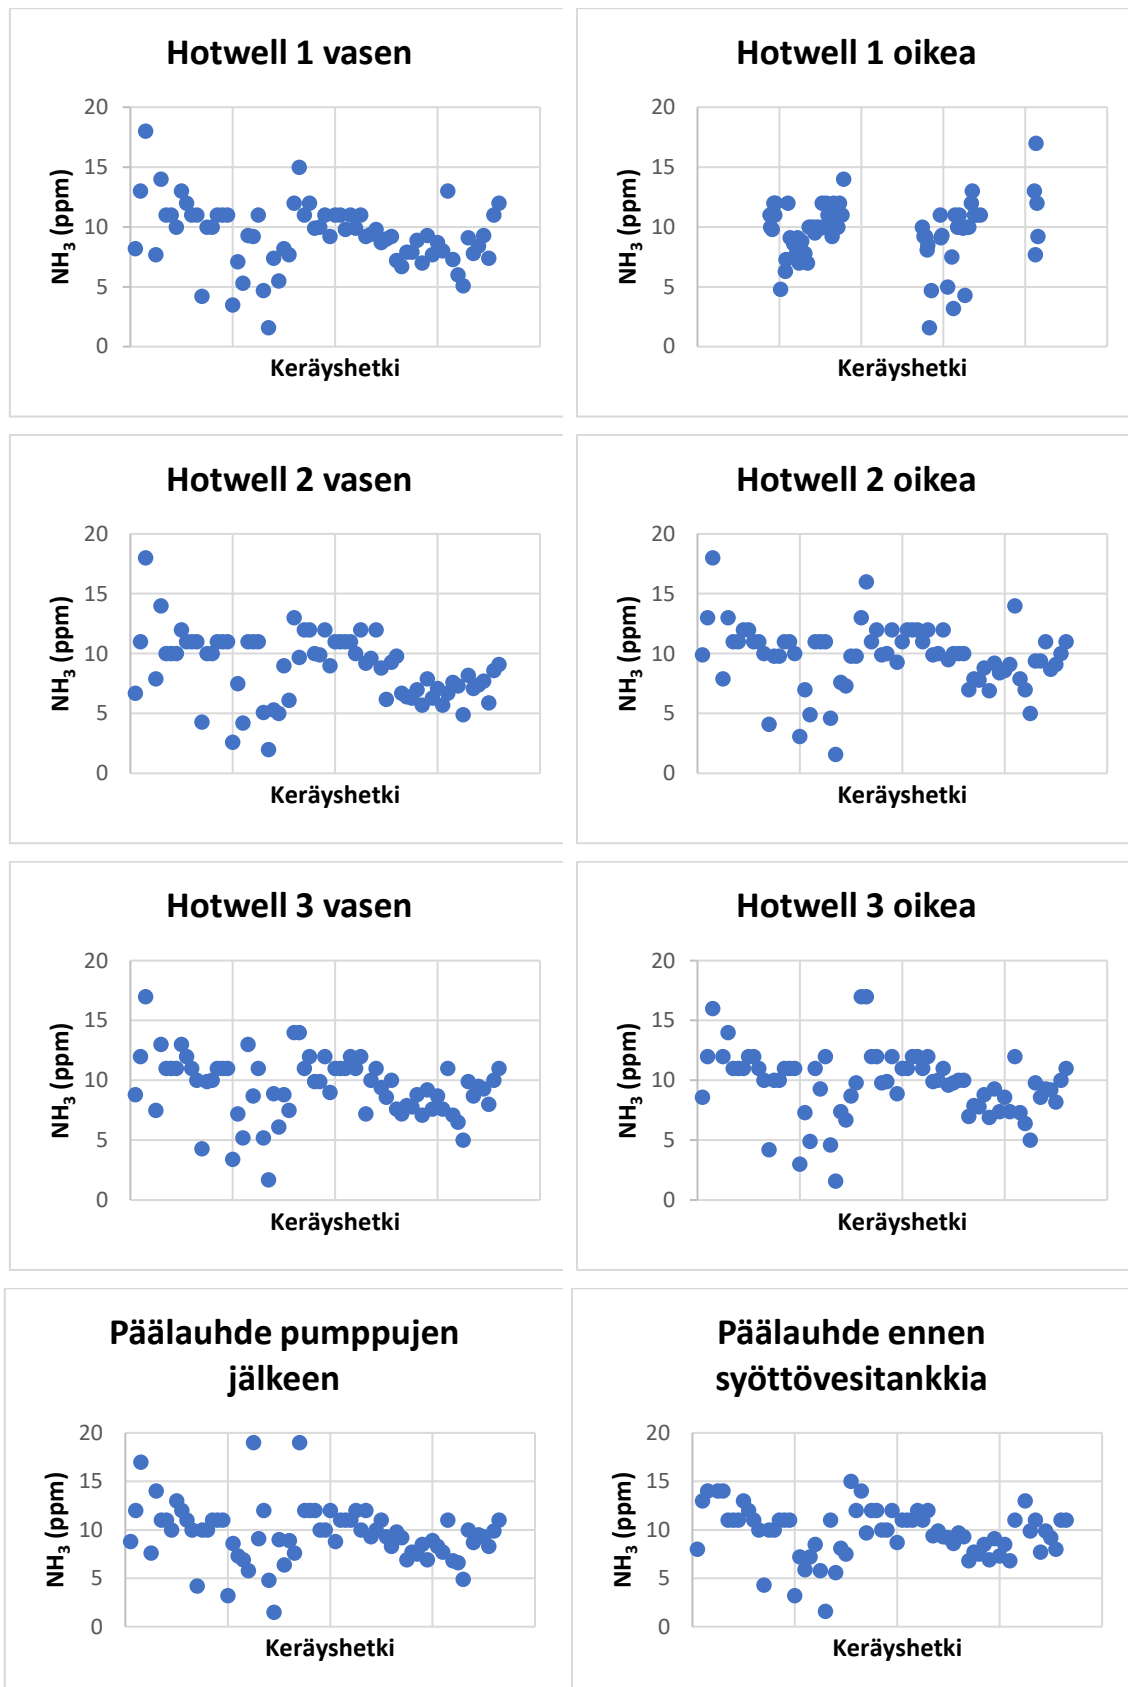 Hotwell 1 vasen
20
15
10
5
0
NH₃ (ppm)
Keräyshetki
Hotwell 1 oikea
20
15
10
5
0
NH₃ (ppm)
Keräyshetki
Hotwell 2 vasen
20
15
10
5
0
NH₃ (ppm)
Keräyshetki
Hotwell 2 oikea
20
15
10
5
0
NH₃ (ppm)
Keräyshetki
Hotwell 3 vasen
20
15
10
5
0
NH₃ (ppm)
Keräyshetki
Hotwell 3 oikea
20
15
10
5
0
NH₃ (ppm)
Keräyshetki
Päälauhde pumppujen
jälkeen
20
15
10
5
0
NH₃ (ppm)
Keräyshetki
Päälauhde ennen
syöttövesitankkia
20
15
10
5
0
NH₃ (ppm)
Keräyshetki